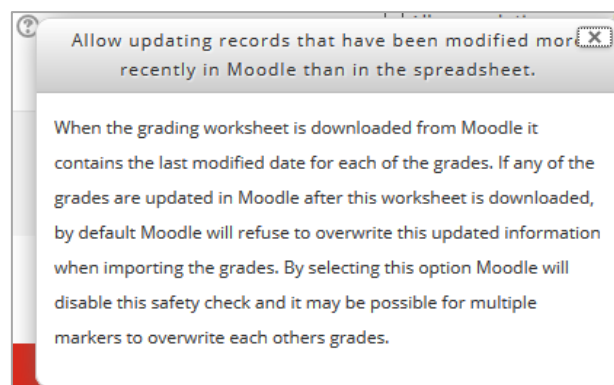 Allow updating records that have been modified more
recently in Moodle than in the spreadsheet.
When the grading worksheet is downloaded from Moodle it
contains the last modified date for each of the grades. If any of the
grades are updated in Moodle after this worksheet is downloaded,
by default Moodle will refuse to overwrite this updated information
when importing the grades. By selecting this option Moodle will
disable this safety check and it may be possible for multiple
markers to overwrite each others grades.